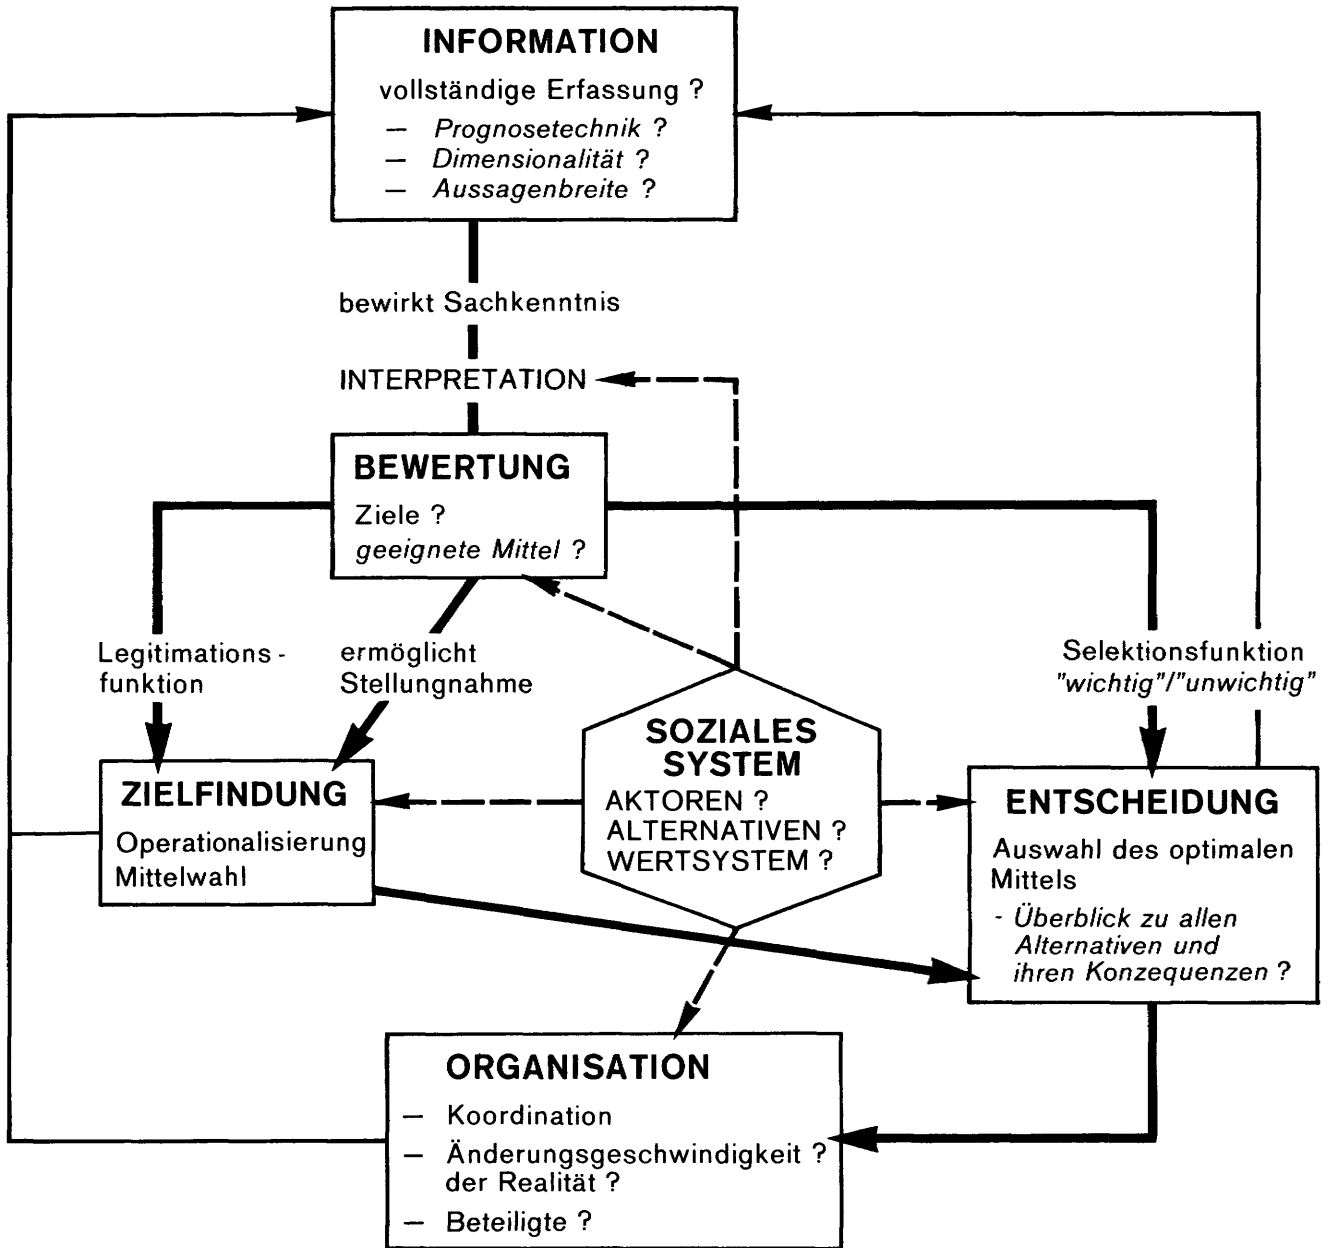 INFORMATION
vollständige Erfassung ?
— Prognosetechnik ?
— Dimensionalität ?
— Aussagenbreite ?
bewirkt Sachkenntnis
INTERPRETATION
BEWERTUNG
Ziele ?
geeignete Mittel ?
Legitimations -
funktion
ermöglicht
Stellungnahme
Selektionsfunktion
"wichtig"/"unwichtig"
SOZIALES
SYSTEM
AKTOREN ?
ALTERNATIVEN ?
WERTSYSTEM ?
ZIELFINDUNG
Operationalisierung
Mittelwahl
ENTSCHEIDUNG
Auswahl des optimalen
Mittels
- Überblick zu allen
Alternativen und
ihren Konzequenzen ?
ORGANISATION
— Koordination
— Änderungsgeschwindigkeit ?
der Realität ?
— Beteiligte ?